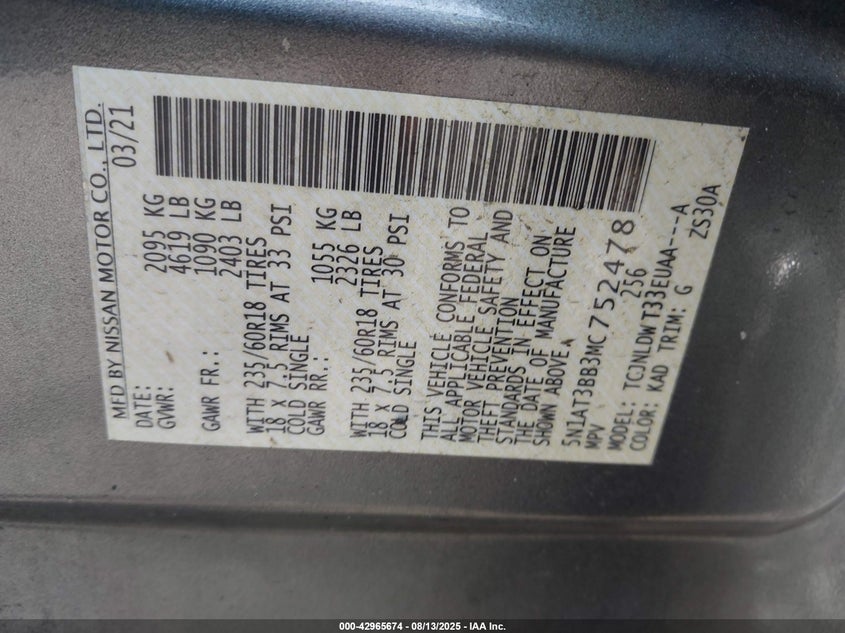 MFD BY NISSAN MOTOR CO., LTD.
DATE: 03/21
GVWR: 2095 KG
4619 LB
GAWR FR.: 1090 KG
2403 LB
WITH 235/60R18 TIRES
18 X 7.5 RIMS AT 33 PSI
COLD SINGLE
GAWR RR.: 1055 KG
2326 LB
WITH 235/60R18 TIRES
18 X 7.5 RIMS AT 30 PSI
COLD SINGLE
THIS VEHICLE CONFORMS TO
ALL APPLICABLE FEDERAL
MOTOR VEHICLE SAFETY AND
THEFT PREVENTION
STANDARDS IN EFFECT ON
THE DATE OF MANUFACTURE
SHOWN ABOVE.
5N1AT3BB3MC752478
MPV 256
MODEL: TCJNLDWT33EUAA----A
COLOR: KAD TRIM: G ZS30A
000-42965674 - 08/13/2025 - IAA Inc.